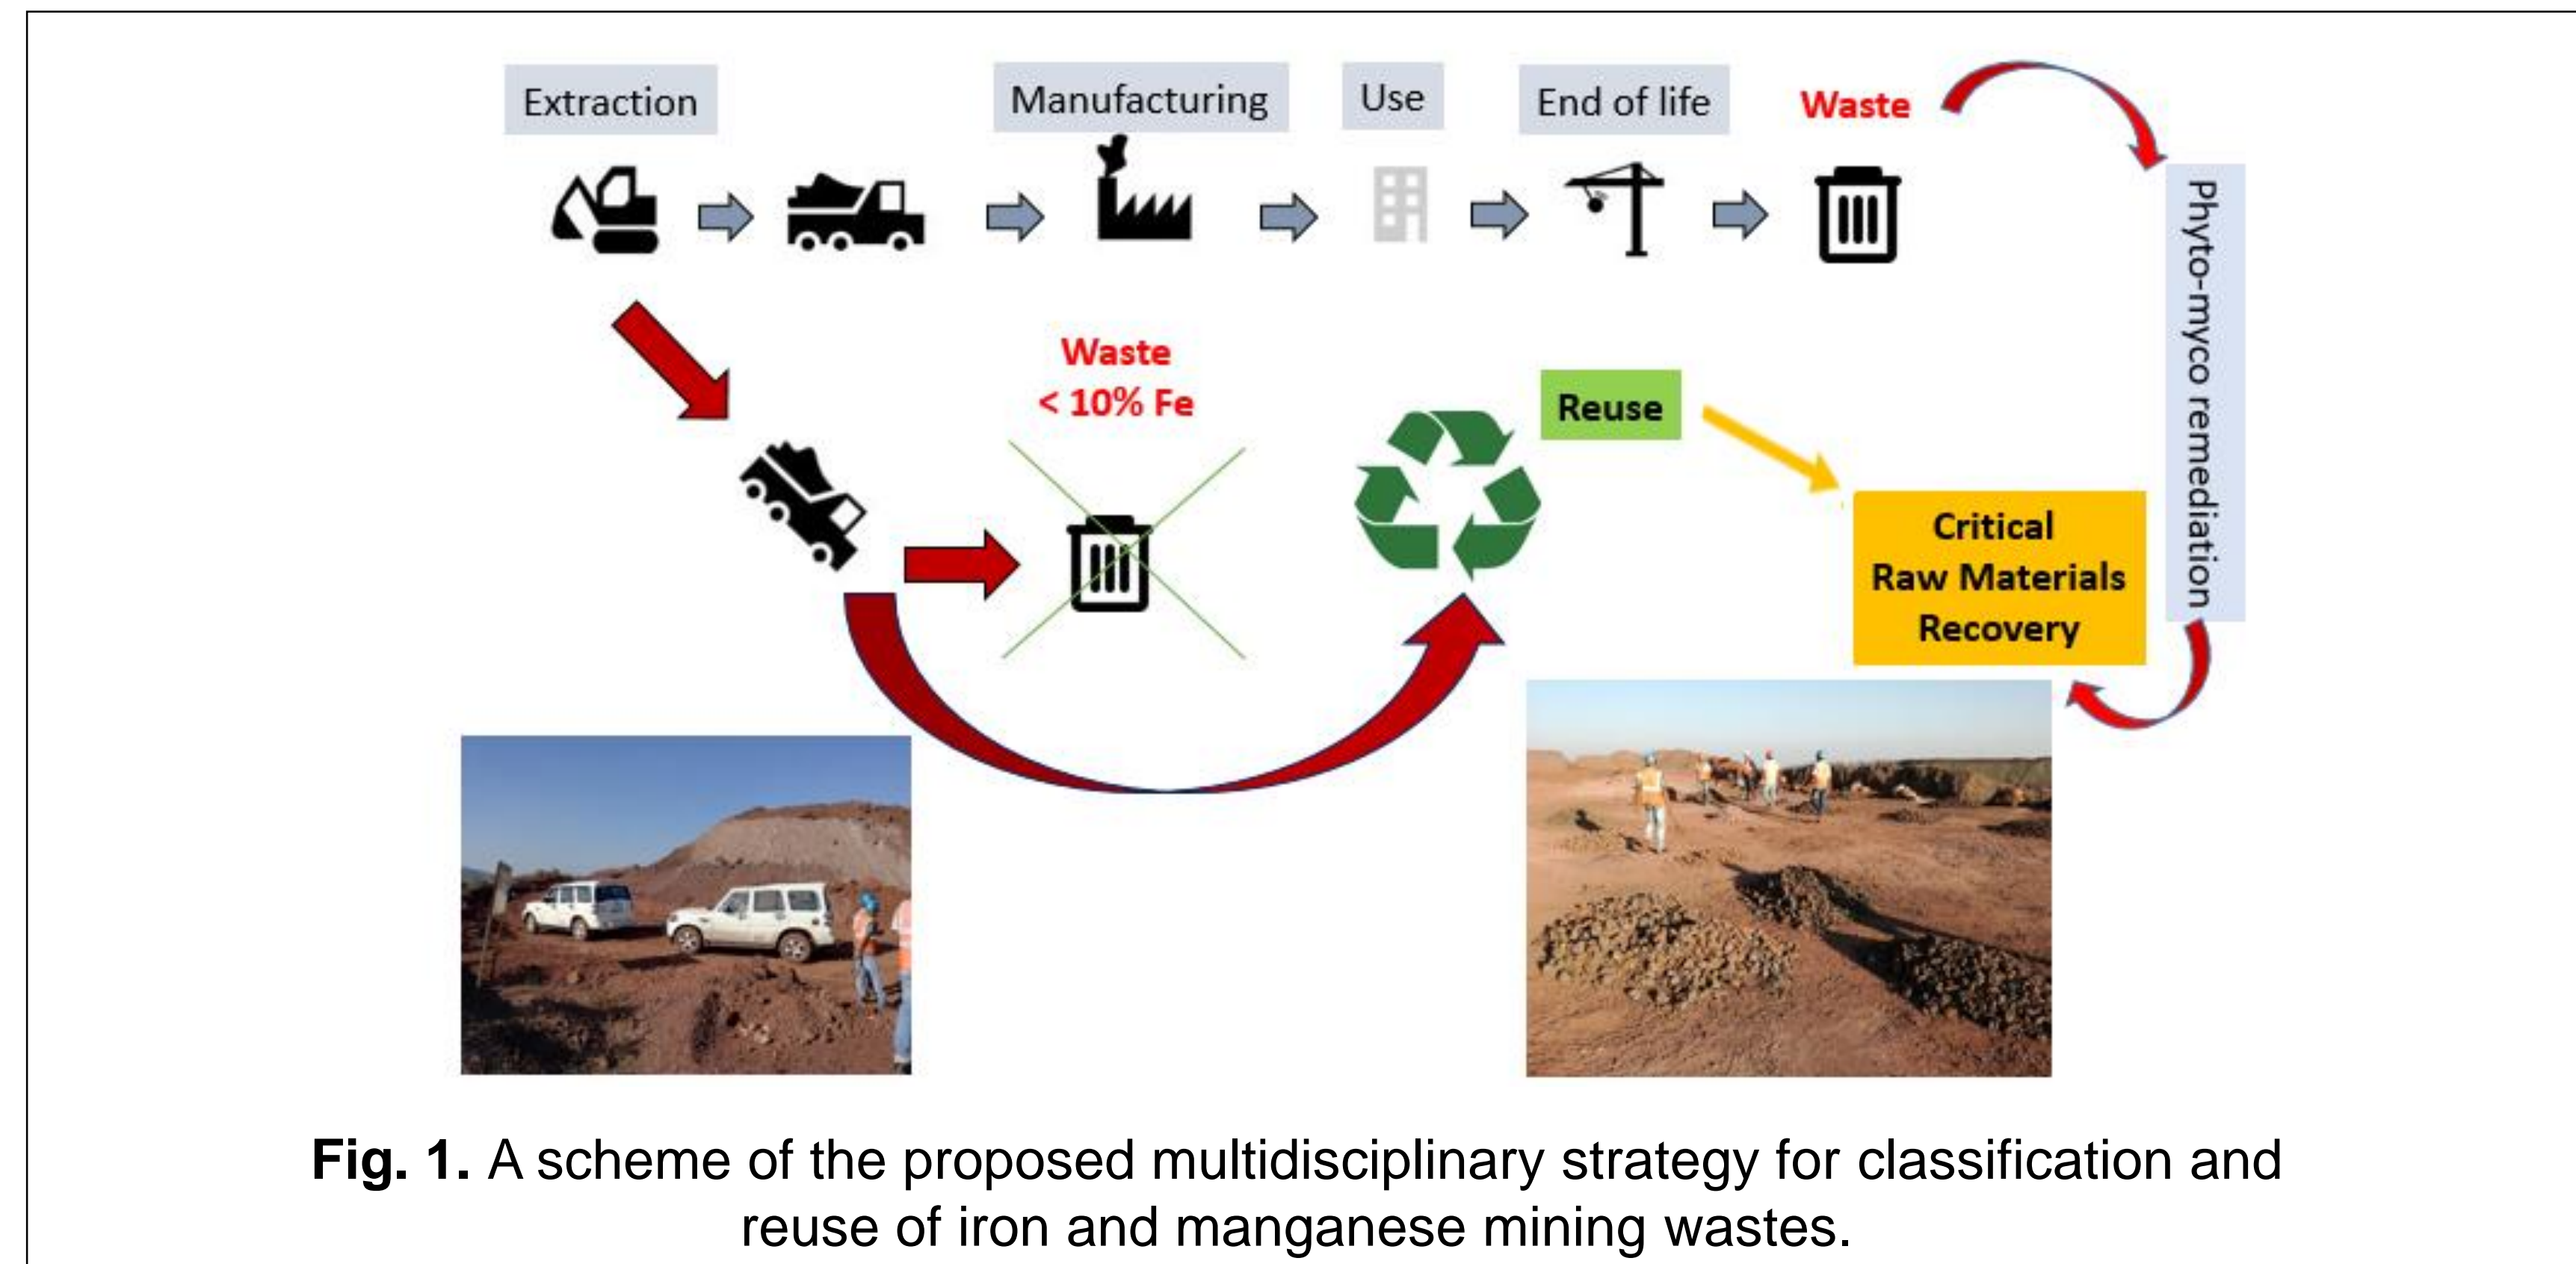 Extraction
Manufacturing
Use
End of life
Waste
Phyto-myco remediation
Waste
< 10% Fe
Reuse
Critical
Raw Materials
Recovery
Fig. 1. A scheme of the proposed multidisciplinary strategy for classification and
reuse of iron and manganese mining wastes.